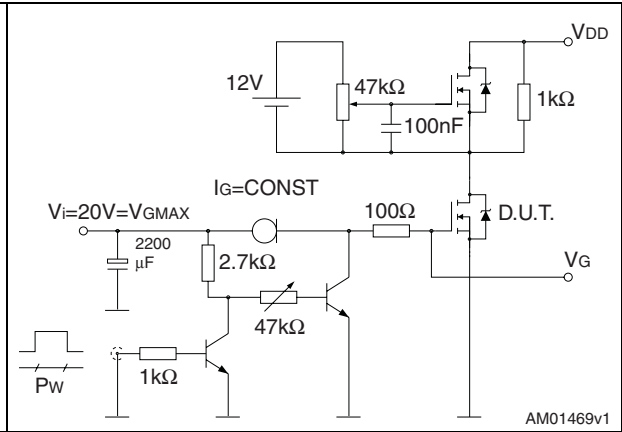 VDD
12V
47kΩ
1kΩ
100nF
IG=CONST
Vi=20V=VGMAX
100Ω
D.U.T.
2200
μF
2.7kΩ
VG
47kΩ
1kΩ
PW
AM01469v1